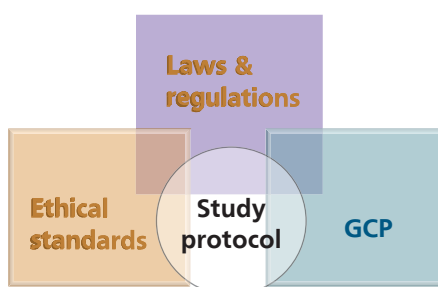 Laws &
regulations
Ethical
standards
Study
protocol
GCP